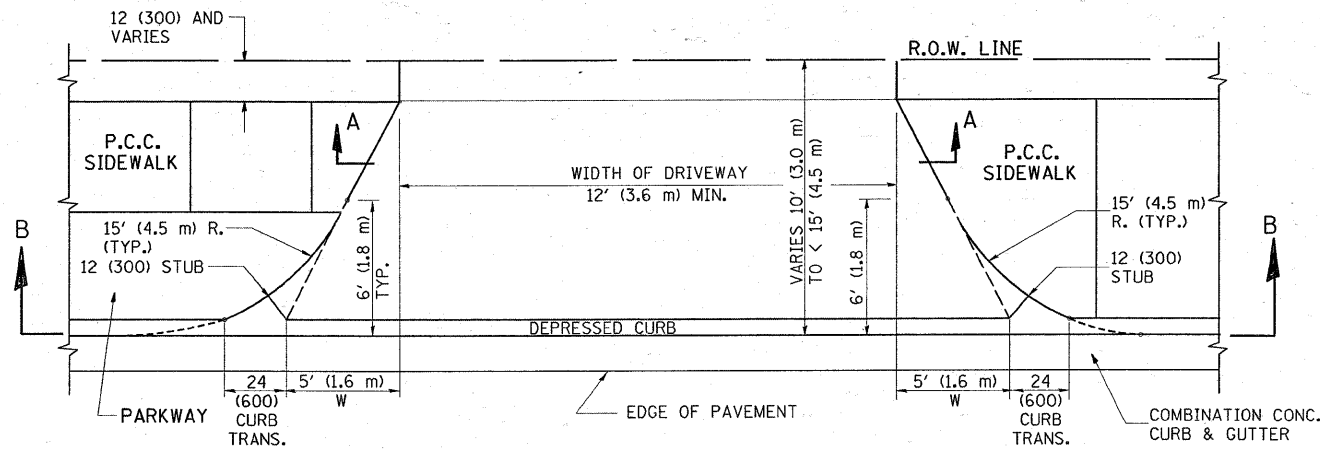 12 (300) AND
VARIES
R.O.W. LINE
A
A
P.C.C.
SIDEWALK
WIDTH OF DRIVEWAY
12' (3.6 m) MIN.
VARIES 10' (3.0 m)
TO < 15' (4.5 m)
P.C.C.
SIDEWALK
15' (4.5 m) R.
(TYP.)
12 (300) STUB
6' (1.8 m)
TYP.
6' (1.8 m)
15' (4.5 m)
R. (TYP.)
12 (300)
STUB
B
B
DEPRESSED CURB
24
(600)
CURB
TRANS.
5' (1.6 m)
W
5' (1.6 m)
W
24
(600)
CURB
TRANS.
PARKWAY
EDGE OF PAVEMENT
COMBINATION CONC.
CURB & GUTTER